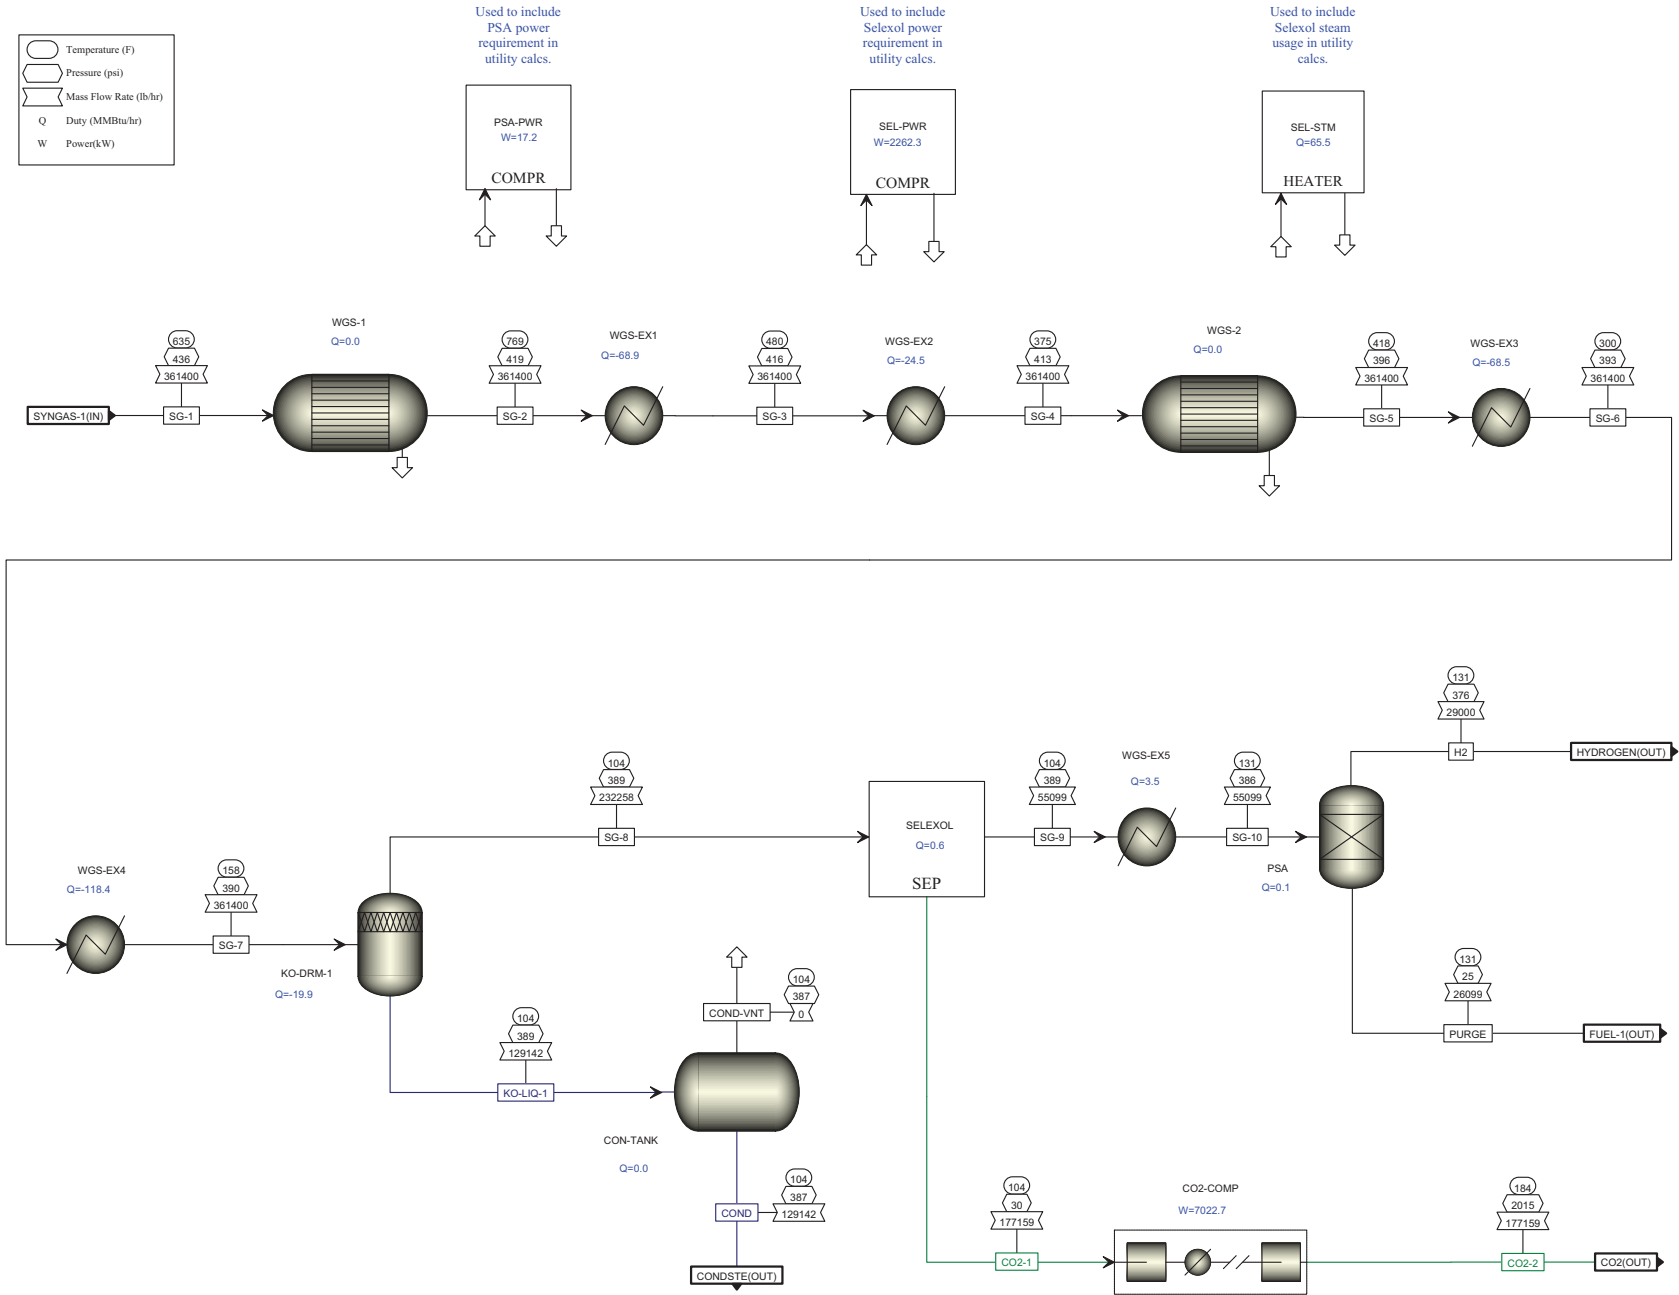 Used to include
PSA power
requirement in
utility calcs.
Used to include
Selexol power
requirement in
utility calcs.
Used to include
Selexol steam
usage in utility
calcs.
Temperature (F)
Pressure (psi)
Mass Flow Rate (lb/hr)
Q Duty (MMBtu/hr)
W Power(kW)
PSA-PWR
W=17.2
COMPR
SEL-PWR
W=2262.3
COMPR
SEL-STM
Q=65.5
HEATER
SYNGAS-1(IN)
635
436
361400
SG-1
WGS-1
Q=0.0
769
419
361400
SG-2
WGS-EX1
Q=-68.9
480
416
361400
SG-3
WGS-EX2
Q=-24.5
375
413
361400
SG-4
WGS-2
Q=0.0
418
396
361400
SG-5
WGS-EX3
Q=-68.5
300
393
361400
SG-6
WGS-EX4
Q=-118.4
158
390
361400
SG-7
KO-DRM-1
Q=-19.9
104
389
232258
SG-8
SELEXOL
Q=0.6
SEP
104
389
55099
SG-9
WGS-EX5
Q=3.5
131
386
55099
SG-10
PSA
Q=0.1
131
376
29000
H2
HYDROGEN(OUT)
131
25
26099
PURGE
FUEL-1(OUT)
104
389
129142
KO-LIQ-1
COND-VNT
104
387
0
CON-TANK
Q=0.0
COND
104
387
129142
CONDSTE(OUT)
104
30
177159
CO2-1
CO2-COMP
W=7022.7
184
2015
177159
CO2-2
CO2(OUT)